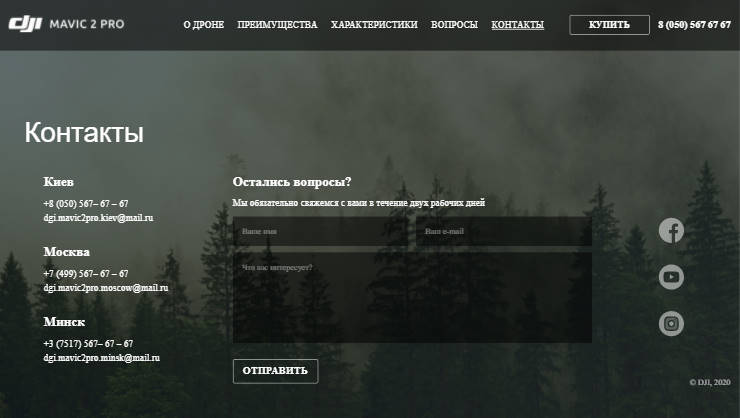 dji MAVIC 2 PRO
О ДРОНЕ ПРЕИМУЩЕСТВА ХАРАКТЕРИСТИКИ ВОПРОСЫ КОНТАКТЫ КУПИТЬ 8 (050) 567 67 67
Контакты
Киев
+8 (050) 567– 67 – 67
dgi.mavic2pro.kiev@mail.ru
Москва
+7 (499) 567– 67 – 67
dgi.mavic2pro.moscow@mail.ru
Минск
+3 (7517) 567– 67 – 67
dgi.mavic2pro.minsk@mail.ru
Остались вопросы?
Мы обязательно свяжемся с вами в течение двух рабочих дней
Ваше имя
Ваш e-mail
Что вас интересует?
ОТПРАВИТЬ
© DJI, 2020